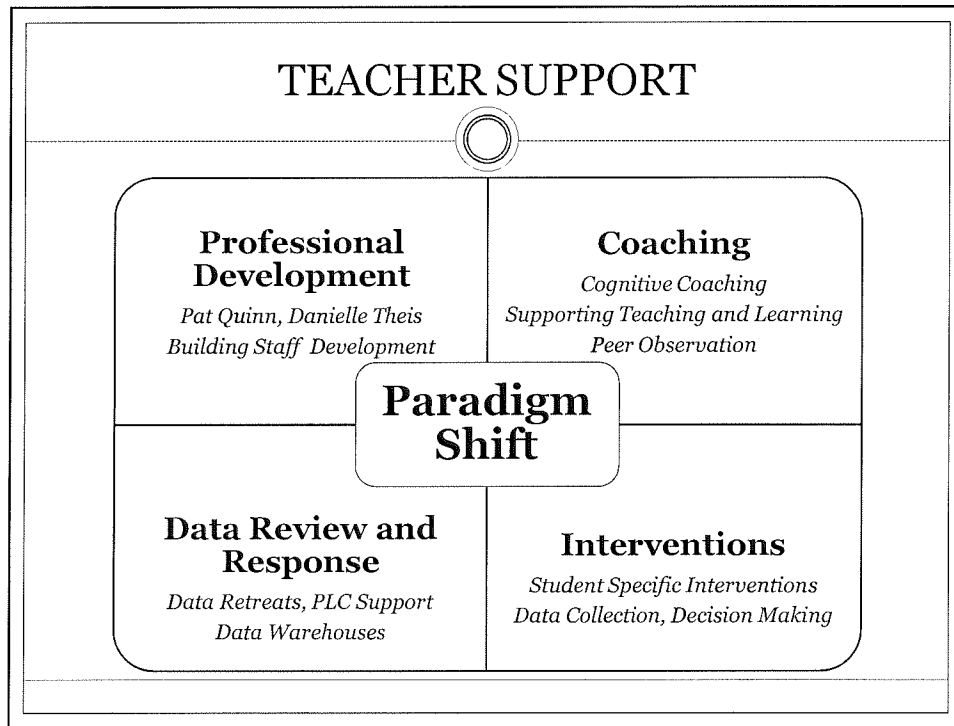 TEACHER SUPPORT
Professional
Development
Pat Quinn, Danielle Theis
Building Staff Development
Coaching
Cognitive Coaching
Supporting Teaching and Learning
Peer Observation
Paradigm
Shift
Data Review and
Response
Data Retreats, PLC Support
Data Warehouses
Interventions
Student Specific Interventions
Data Collection, Decision Making